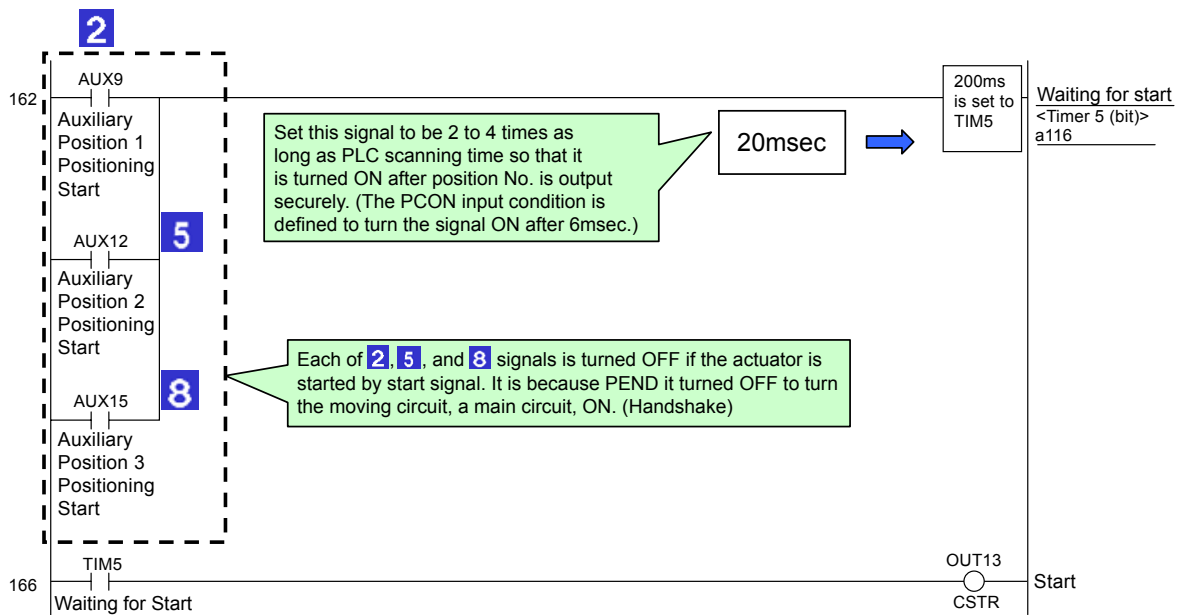 2
162
AUX9
Auxiliary
Position 1
Positioning
Start
5
AUX12
Auxiliary
Position 2
Positioning
Start
8
AUX15
Auxiliary
Position 3
Positioning
Start
Set this signal to be 2 to 4 times as
long as PLC scanning time so that it
is turned ON after position No. is output
securely. (The PCON input condition is
defined to turn the signal ON after 6msec.)
20msec
200ms
is set to
TIM5
Waiting for start
<Timer 5 (bit)>
a116
Each of 2, 5, and 8 signals is turned OFF if the actuator is
started by start signal. It is because PEND it turned OFF to turn
the moving circuit, a main circuit, ON. (Handshake)
166
TIM5
Waiting for Start
OUT13
CSTR
Start